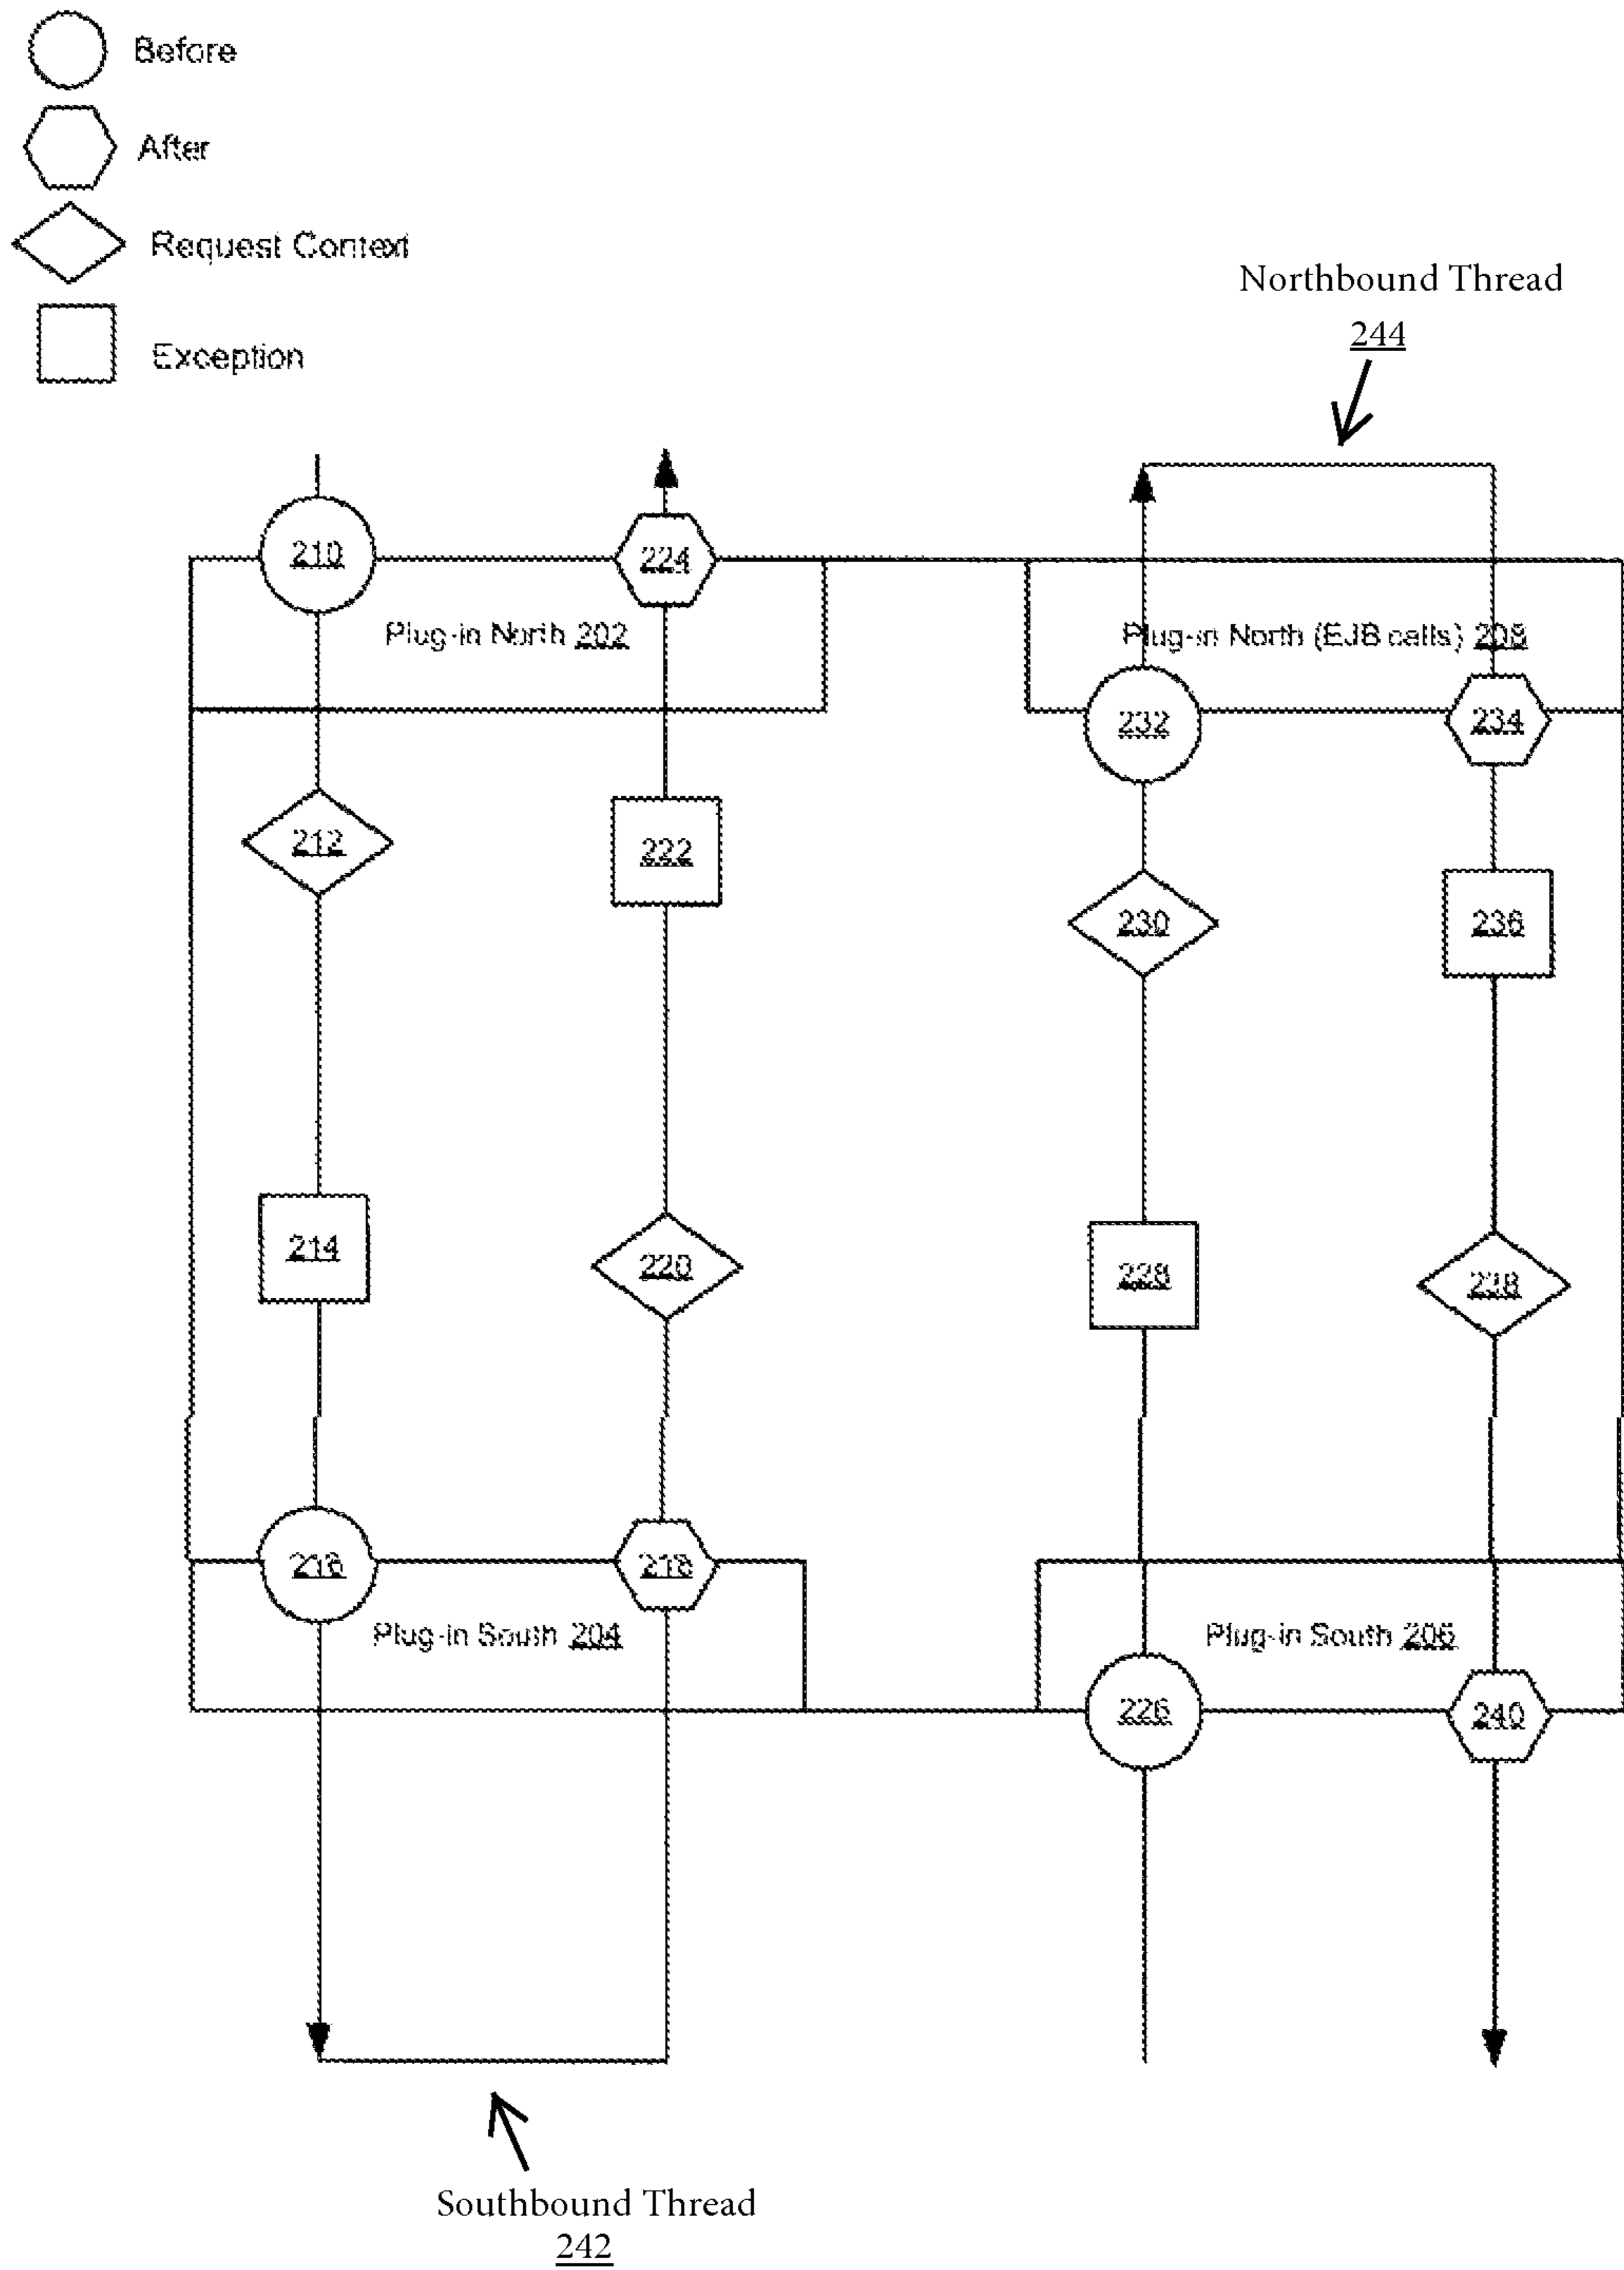 Before
After
Request Context
Exception
Northbound Thread
244
210
224
Plug-in North 202
Plug-in North (EJB calls) 208
232
234
212
222
230
236
214
220
228
238
216
218
Plug-in South 204
Plug-in South 206
226
240
Southbound Thread
242